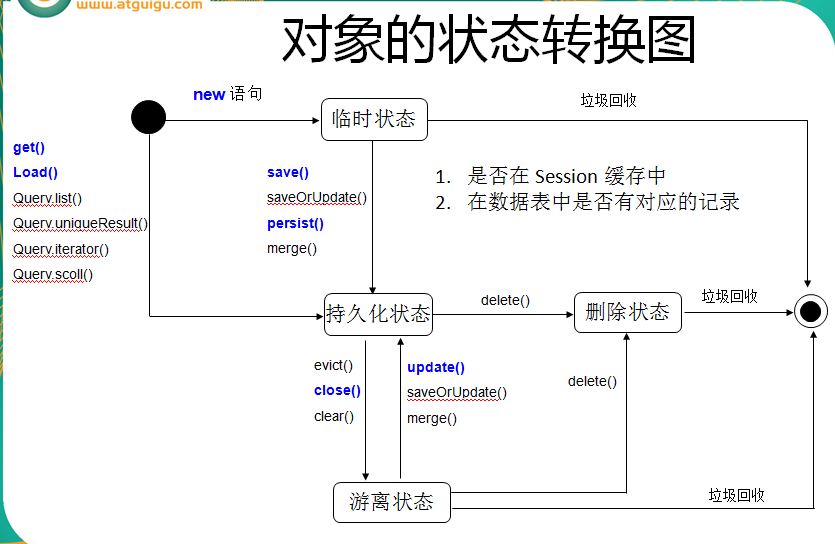 www.atguigu.com
对象的状态转换图
new 语句
垃圾回收
临时状态
get()
Load()
Query.list()
Query.uniqueResult()
Query.iterator()
Query.scoll()
save()
saveOrUpdate()
persist()
merge()
1. 是否在 Session 缓存中
2. 在数据表中是否有对应的记录
持久化状态
delete()
删除状态
垃圾回收
evict()
close()
clear()
update()
saveOrUpdate()
merge()
delete()
游离状态
垃圾回收